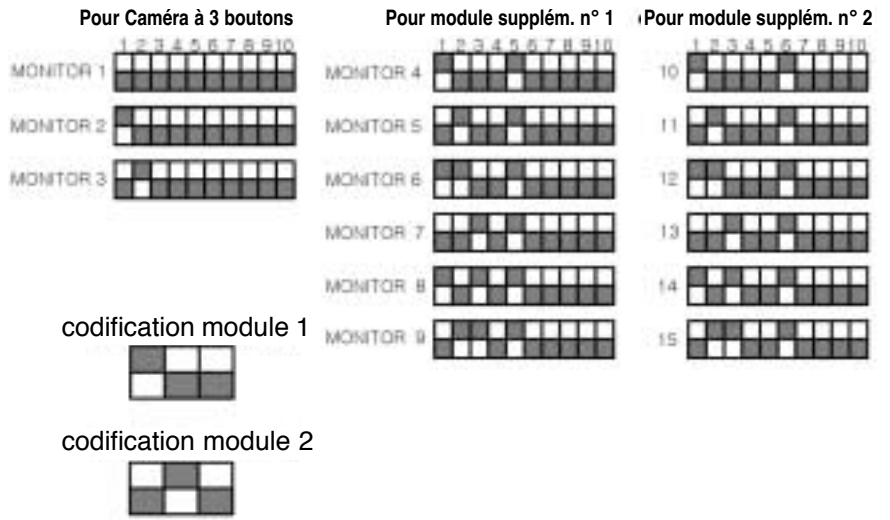 Pour Caméra à 3 boutons
1 2 3 4 5 6 7 8 9 10
MONITOR 1
MONITOR 2
MONITOR 3
Pour module supplém. n° 1
1 2 3 4 5 6 7 8 9 10
MONITOR 4
MONITOR 5
MONITOR 6
MONITOR 7
MONITOR 8
MONITOR 9
Pour module supplém. n° 2
1 2 3 4 5 6 7 8 9 10
10
11
12
13
14
15
codification module 1
codification module 2